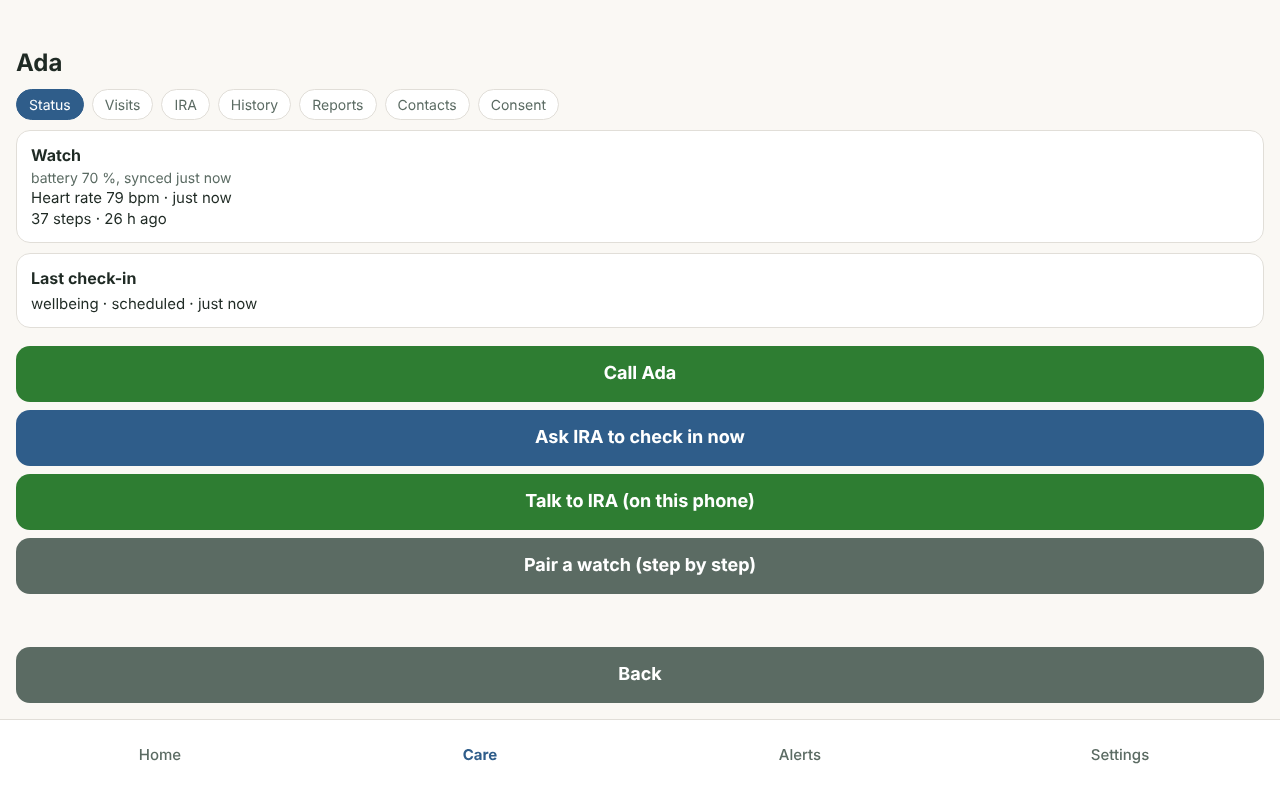 Ada
Status Visits IRA History Reports Contacts Consent
Watch
battery 70 %, synced just now
Heart rate 79 bpm · just now
37 steps · 26 h ago
Last check-in
wellbeing · scheduled · just now
Call Ada
Ask IRA to check in now
Talk to IRA (on this phone)
Pair a watch (step by step)
Back
Home Care Alerts Settings